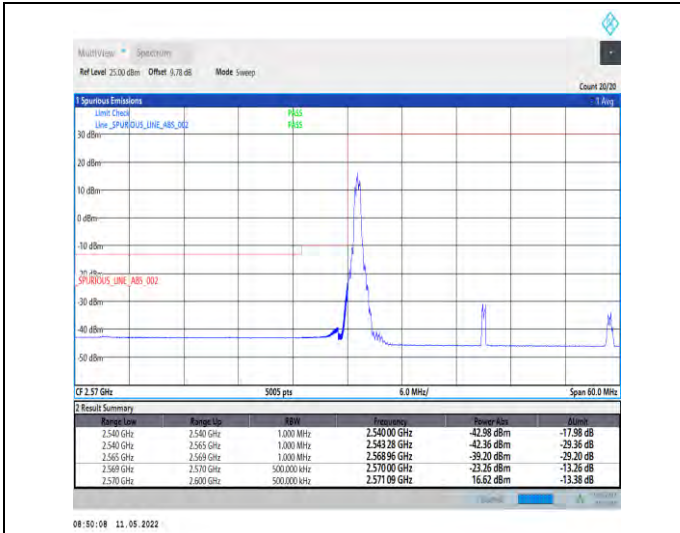 MultiView Spectrum
Ref Level 25.00 dBm Offset 9.78 dB Mode Sweep
Count 20/20
1 Spurious Emissions 1 Avg
Limit Check PASS
Line _SPURIOUS_LINE_ABS_002 PASS
30 dBm
20 dBm
10 dBm
0 dBm
-10 dBm
-20 dBm
_SPURIOUS_LINE_ABS_002
-30 dBm
-40 dBm
-50 dBm
CF 2.57 GHz 5005 pts 6.0 MHz/ Span 60.0 MHz
2 Result Summary
Range Low Range Up RBW Frequency Power Abs ΔLimit
2.540 GHz 2.540 GHz 1.000 MHz 2.540 00 GHz -42.98 dBm -17.98 dB
2.540 GHz 2.565 GHz 1.000 MHz 2.543 28 GHz -42.36 dBm -29.36 dB
2.565 GHz 2.569 GHz 1.000 MHz 2.568 96 GHz -39.20 dBm -29.20 dB
2.569 GHz 2.570 GHz 500.000 kHz 2.570 00 GHz -23.26 dBm -13.26 dB
2.570 GHz 2.600 GHz 500.000 kHz 2.571 09 GHz 16.62 dBm -13.38 dB
08:50:08 11.05.2022